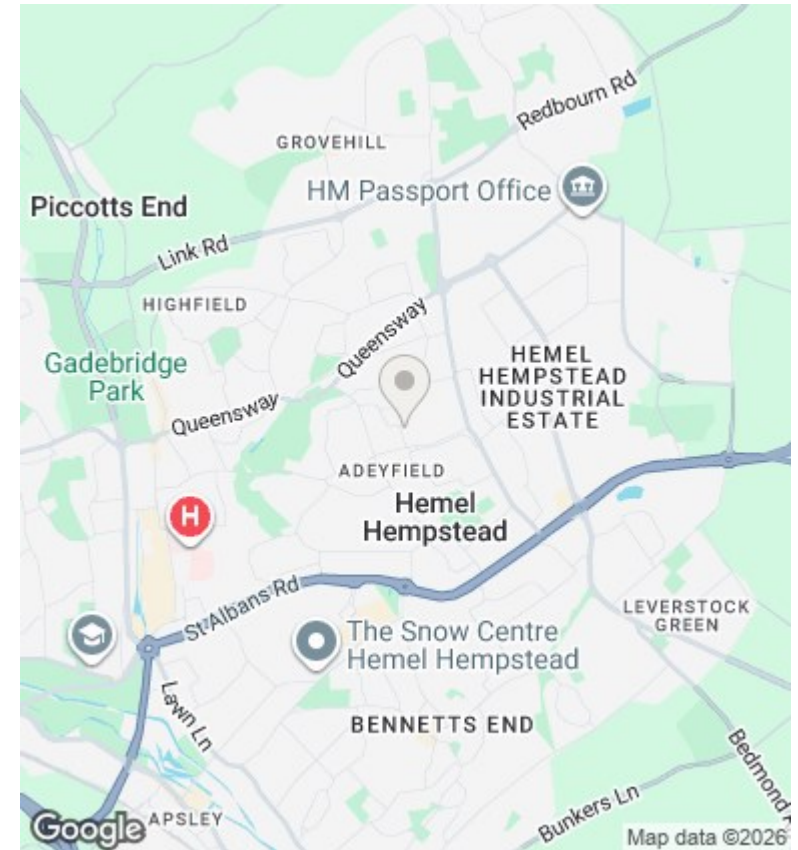 Redbourn Rd
GROVEHILL
HM Passport Office
Piccotts End
Link Rd
HIGHFIELD
Queensway
Gadebridge
Park
HEMEL
HEMPSTEAD
INDUSTRIAL
ESTATE
Queensway
ADEYFIELD
Hemel
Hempstead
H
St Albans Rd
LEVERSTOCK
GREEN
The Snow Centre
Hemel Hempstead
Lawn Ln
BENNETTS END
Bedmond R
Bunkers Ln
APSLEY
Google
Map data ©2026